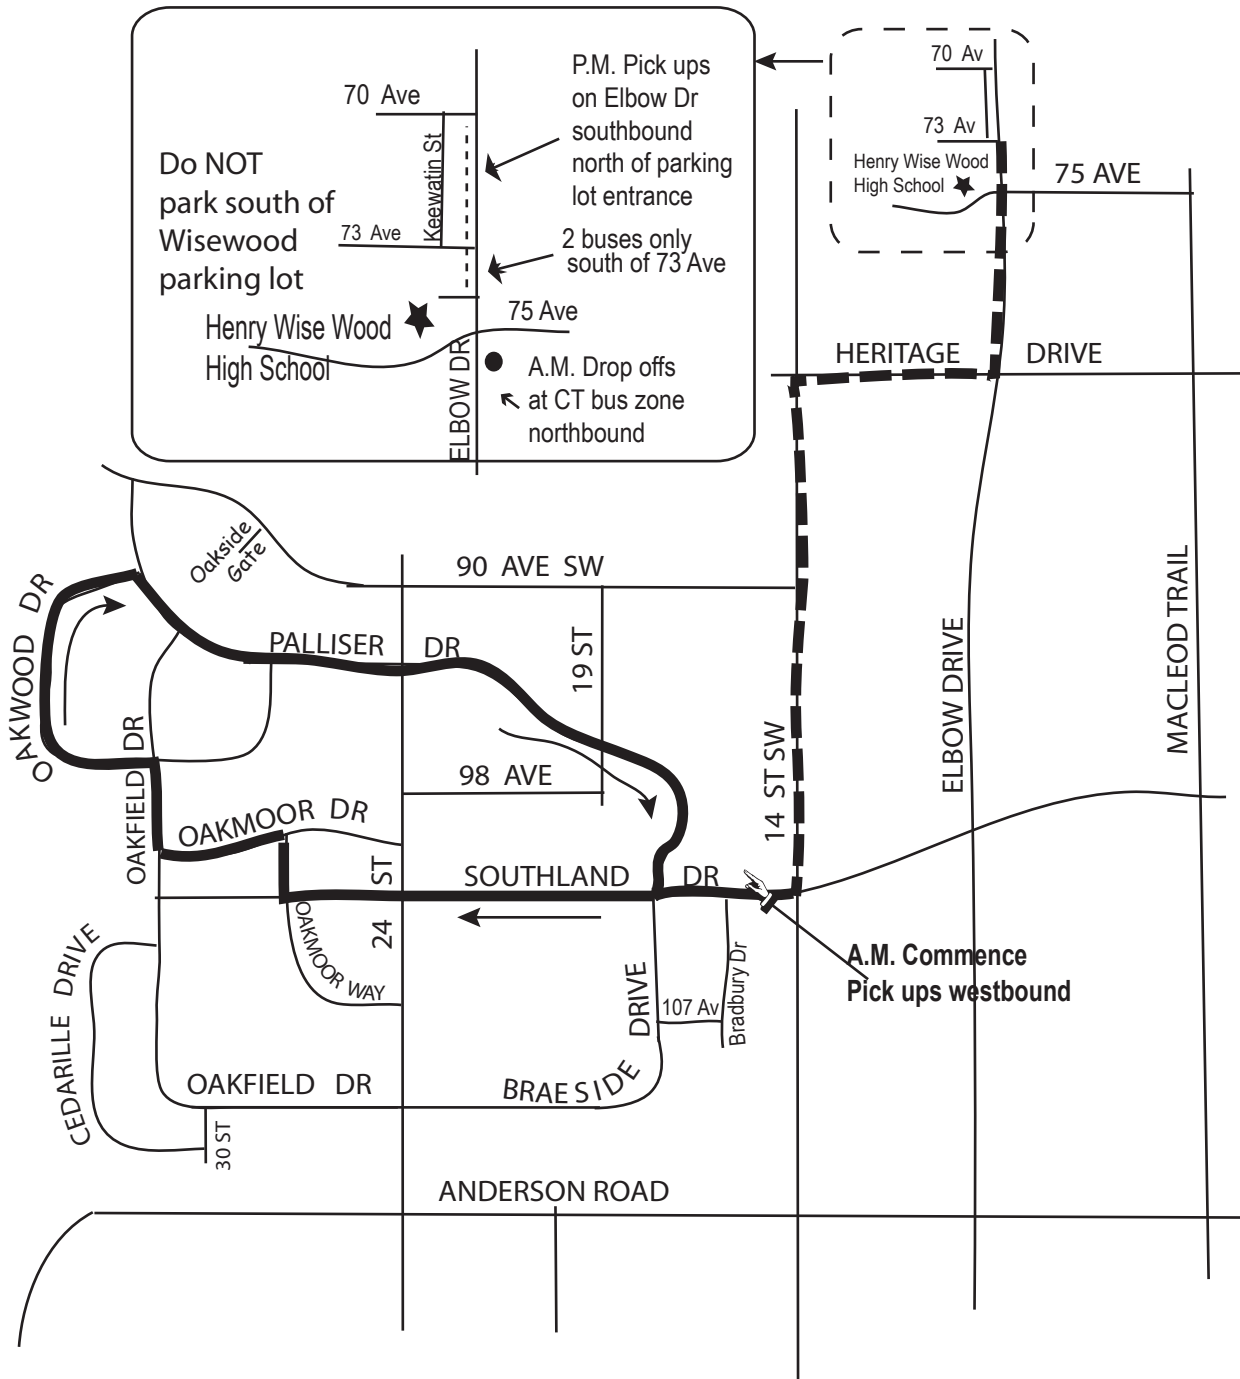 70 Ave
Keewatin St
73 Ave
Do NOT
park south of
Wisewood
parking lot
Henry Wise Wood
High School
P.M. Pick ups
on Elbow Dr
southbound
north of parking
lot entrance
2 buses only
south of 73 Ave
75 Ave
ELBOW DR
A.M. Drop offs
at CT bus zone
northbound
70 Av
73 Av
Henry Wise Wood
High School
75 AVE
HERITAGE DRIVE
Oakside
Gate
90 AVE SW
OAKWOOD DR
PALLISER DR
19 ST
ELBOW DRIVE
MACLEOD TRAIL
OAKFIELD DR
98 AVE
14 ST SW
OAKMOOR DR
24 ST
SOUTHLAND DR
OAKMOOR WAY
A.M. Commence
Pick ups westbound
CEDARILLE DRIVE
107 Av
Bradbury Dr
OAKFIELD DR
BRAESIDE DRIVE
30 ST
ANDERSON ROAD